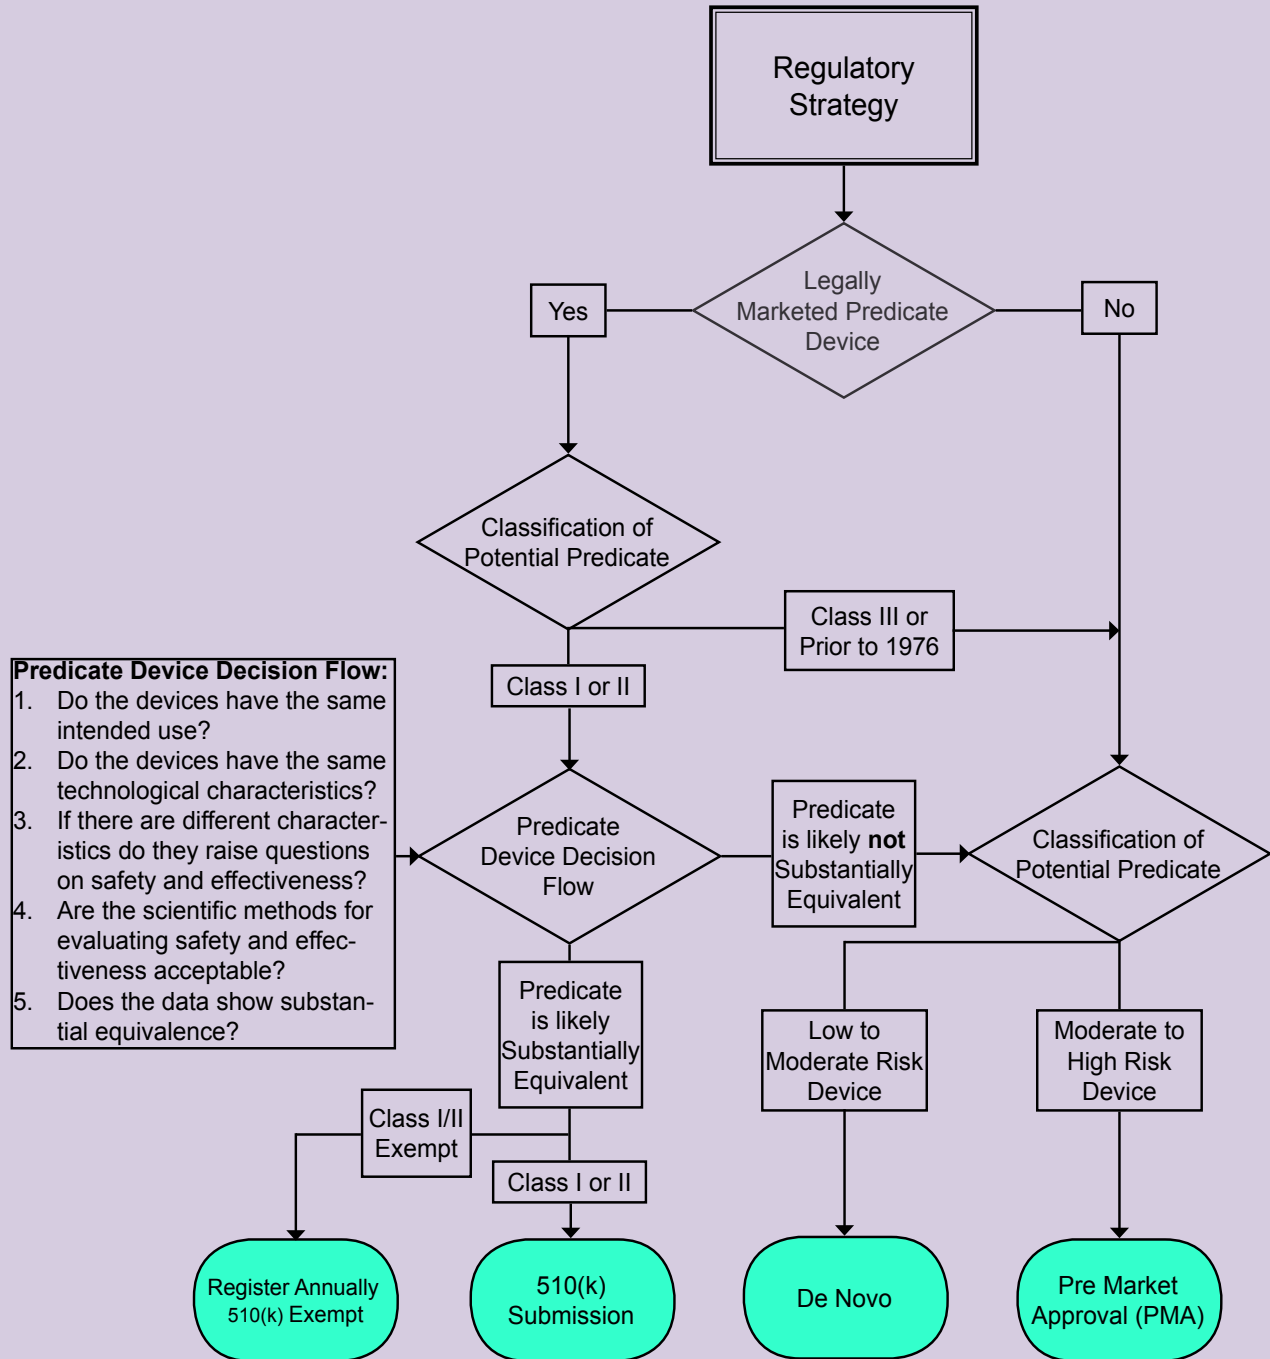 Regulatory
Strategy
Legally
Marketed Predicate
Device
Yes
No
Classification of
Potential Predicate
Class III or
Prior to 1976
Class I or II
Predicate Device Decision Flow:
1. Do the devices have the same
intended use?
2. Do the devices have the same
technological characteristics?
3. If there are different character-
istics do they raise questions
on safety and effectiveness?
4. Are the scientific methods for
evaluating safety and effec-
tiveness acceptable?
5. Does the data show substan-
tial equivalence?
Predicate
Device Decision
Flow
Predicate
is likely not
Substantially
Equivalent
Classification of
Potential Predicate
Predicate
is likely
Substantially
Equivalent
Low to
Moderate Risk
Device
Moderate to
High Risk
Device
Class I/II
Exempt
Class I or II
Register Annually
510(k) Exempt
510(k)
Submission
De Novo
Pre Market
Approval (PMA)